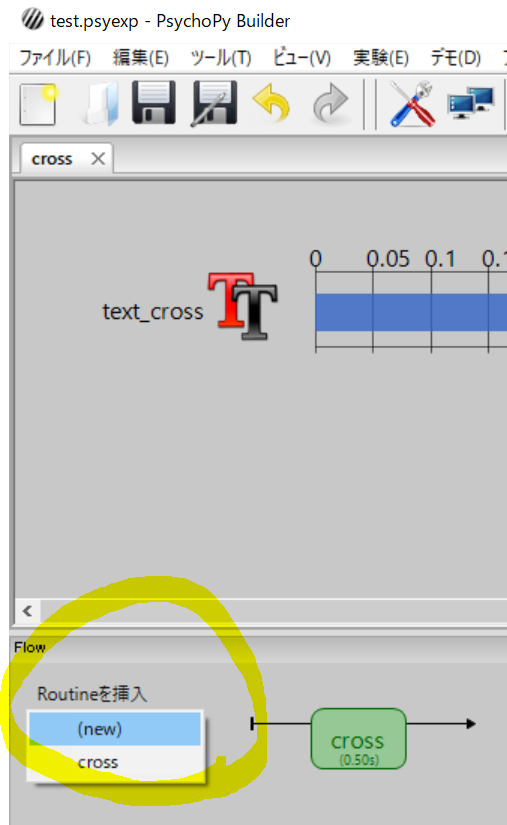 test.psyexp - PsychoPy Builder
ファイル(F) 編集(E) ツール(T) ビュー(V) 実験(E) デモ(D)
cross
0 0.05 0.1
text_cross
Flow
Routineを挿入
(new)
cross
cross
(0.50s)